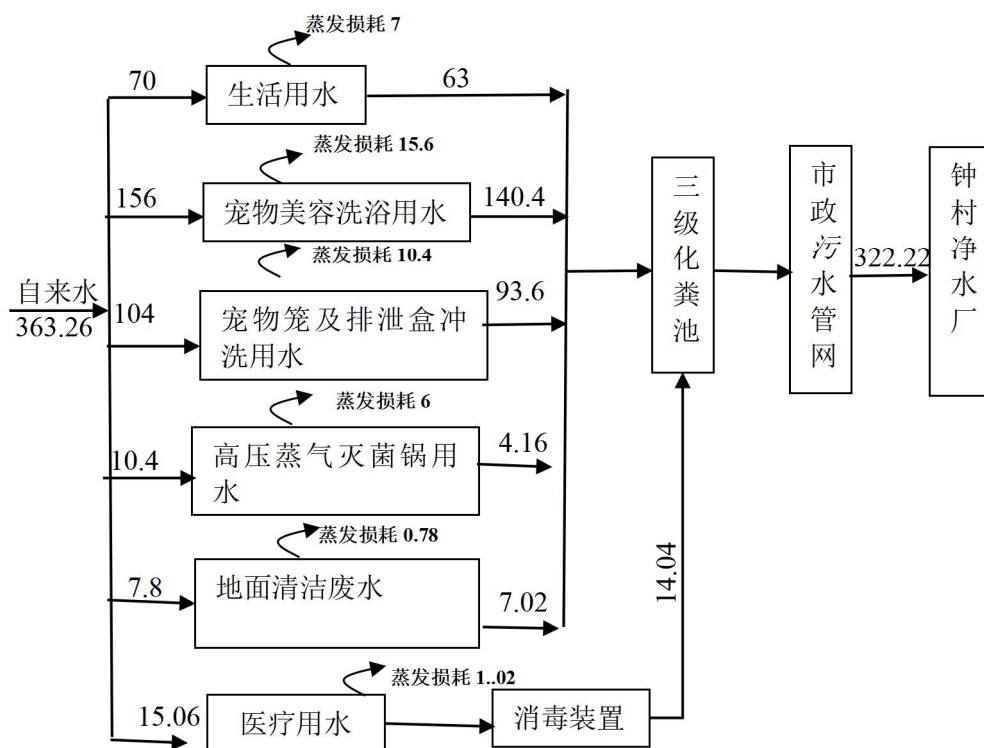 蒸发损耗 7
70
生活用水
63
蒸发损耗 15.6
156
宠物美容洗浴用水
140.4
蒸发损耗 10.4
自来水
363.26
104
宠物笼及排泄盒冲
洗用水
93.6
蒸发损耗 6
10.4
高压蒸气灭菌锅用
水
4.16
蒸发损耗 0.78
7.8
地面清洁废水
7.02
蒸发损耗 1..02
15.06
医疗用水
消毒装置
14.04
三级化粪池
市政污水管网
322.22
钟村净水厂